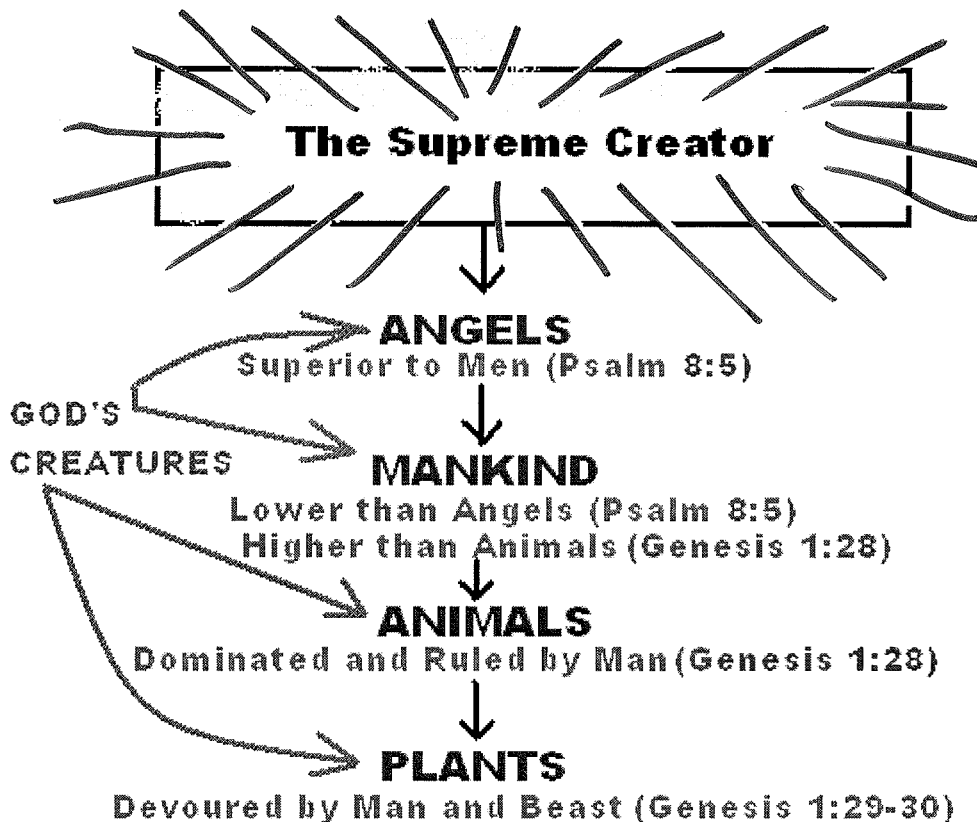 The Supreme Creator
ANGELS
Superior to Men (Psalm 8:5)
GOD'S
CREATURES
MANKIND
Lower than Angels (Psalm 8:5)
Higher than Animals (Genesis 1:28)
ANIMALS
Dominated and Ruled by Man (Genesis 1:28)
PLANTS
Devoured by Man and Beast (Genesis 1:29-30)